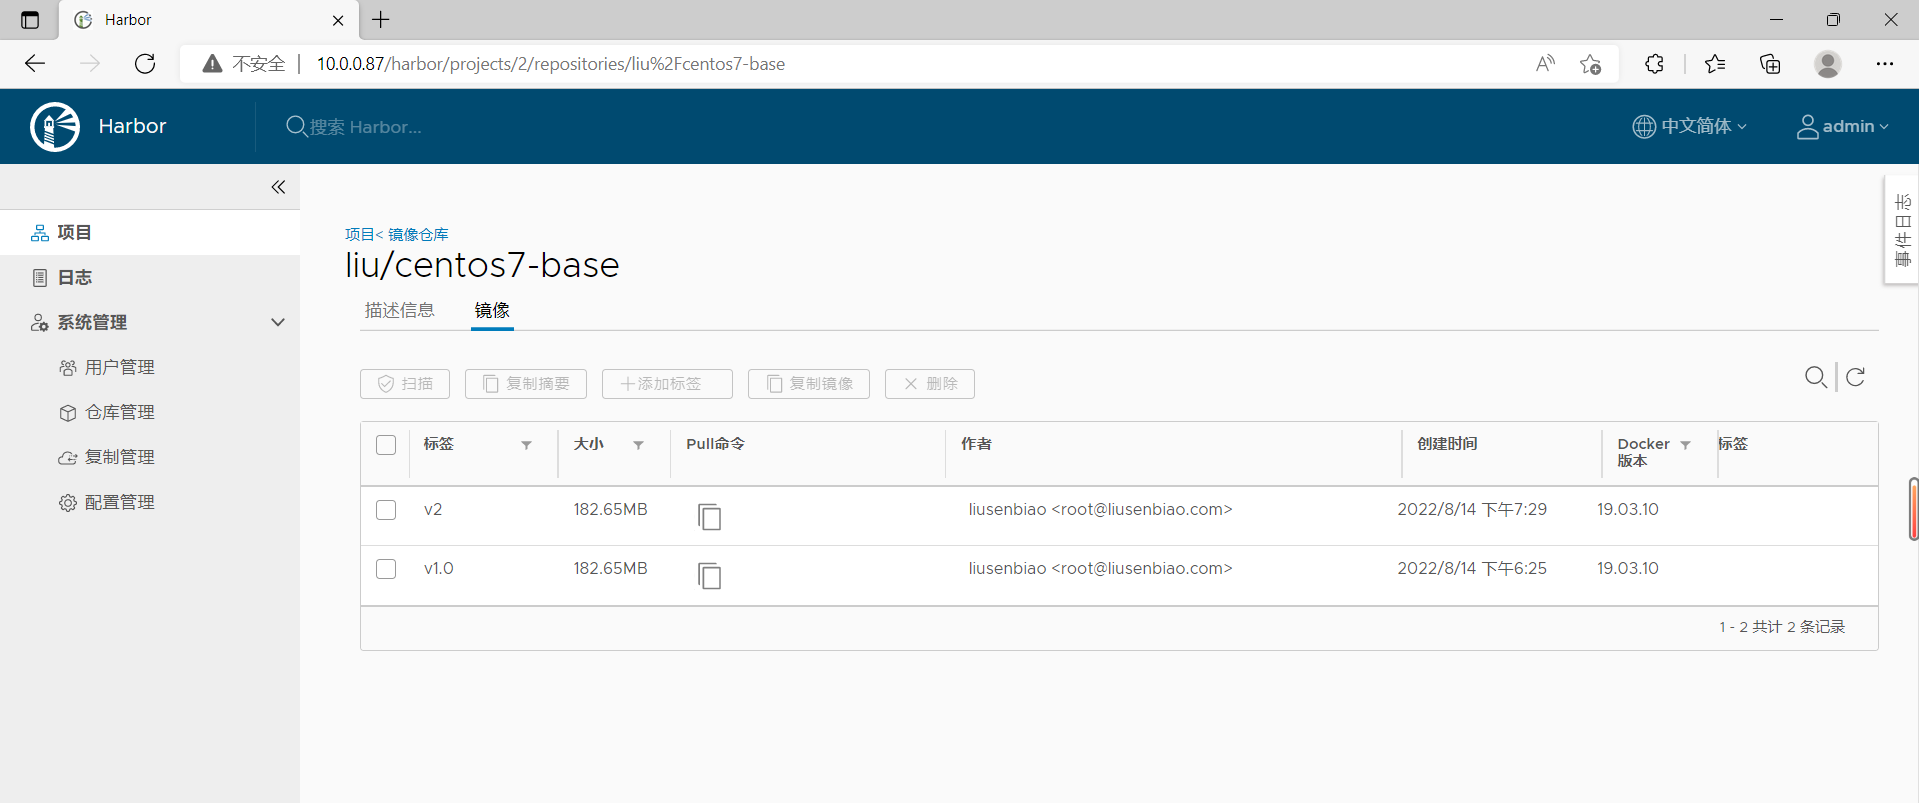 Harbor
不安全
10.0.0.87/harbor/projects/2/repositories/liu%2Fcentos7-base
Harbor
搜索 Harbor...
中文简体
admin
事件日志
项目
日志
系统管理
用户管理
仓库管理
复制管理
配置管理
项目< 镜像仓库
liu/centos7-base
描述信息 镜像
扫描 复制摘要 添加标签 复制镜像 删除
标签 大小 Pull命令 作者 创建时间 Docker 版本 标签
v2 182.65MB liusenbiao <root@liusenbiao.com> 2022/8/14 下午7:29 19.03.10
v1.0 182.65MB liusenbiao <root@liusenbiao.com> 2022/8/14 下午6:25 19.03.10
1 - 2 共计 2 条记录